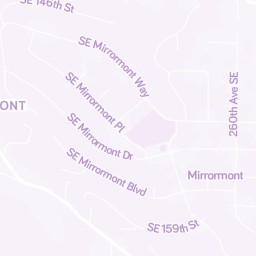 SE 146th St
SE Mirrormont Way
SE Mirrormont Pl
260th Ave SE
ONT
SE Mirrormont Dr
SE Mirrormont Blvd
Mirrormont
SE 159th St